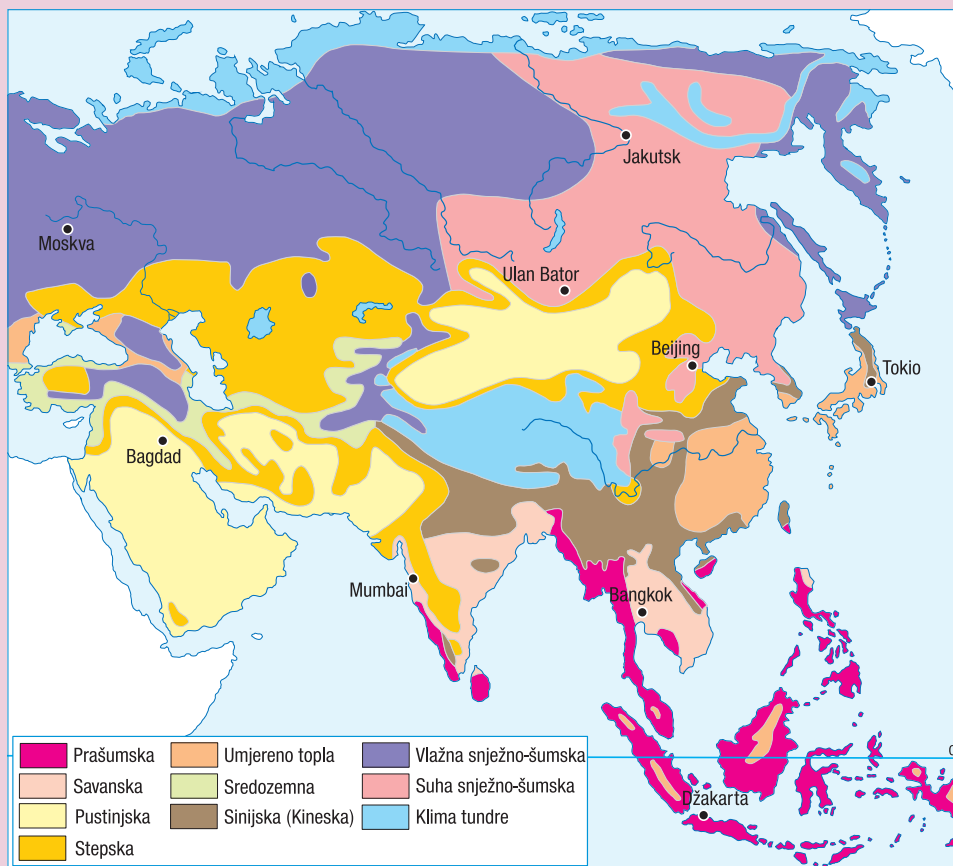 Jakutsk
Moskva
Ulan Bator
Beijing
Tokio
Bagdad
Mumbai
Bangkok
Džakarta
Prašumska
Savanska
Pustinjska
Stepska
Umjereno topla
Sredozemna
Sinijska (Kineska)
Vlažna snježno-šumska
Suha snježno-šumska
Klima tundre